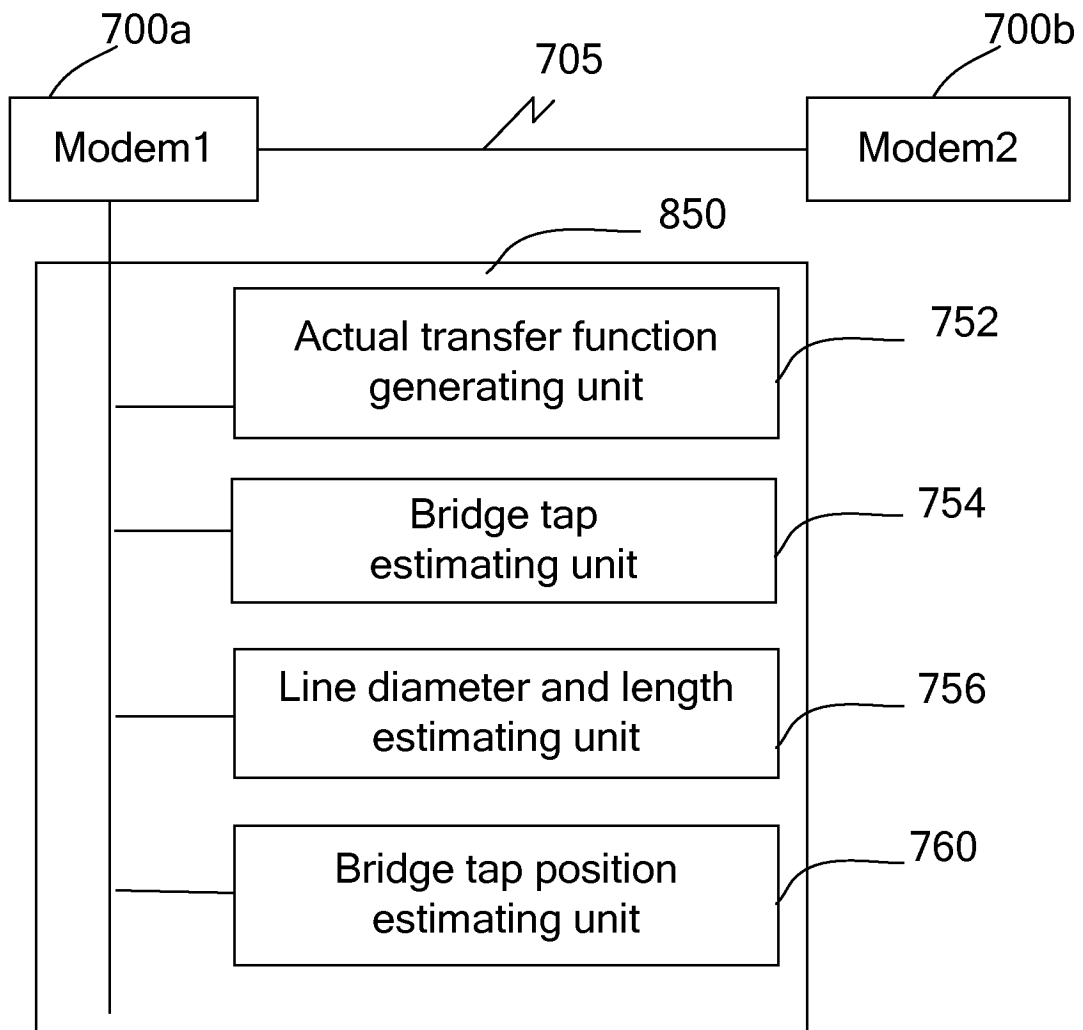 700a
705
700b
Modem1
Modem2
850
Actual transfer function
generating unit
752
Bridge tap
estimating unit
754
Line diameter and length
estimating unit
756
Bridge tap position
estimating unit
760